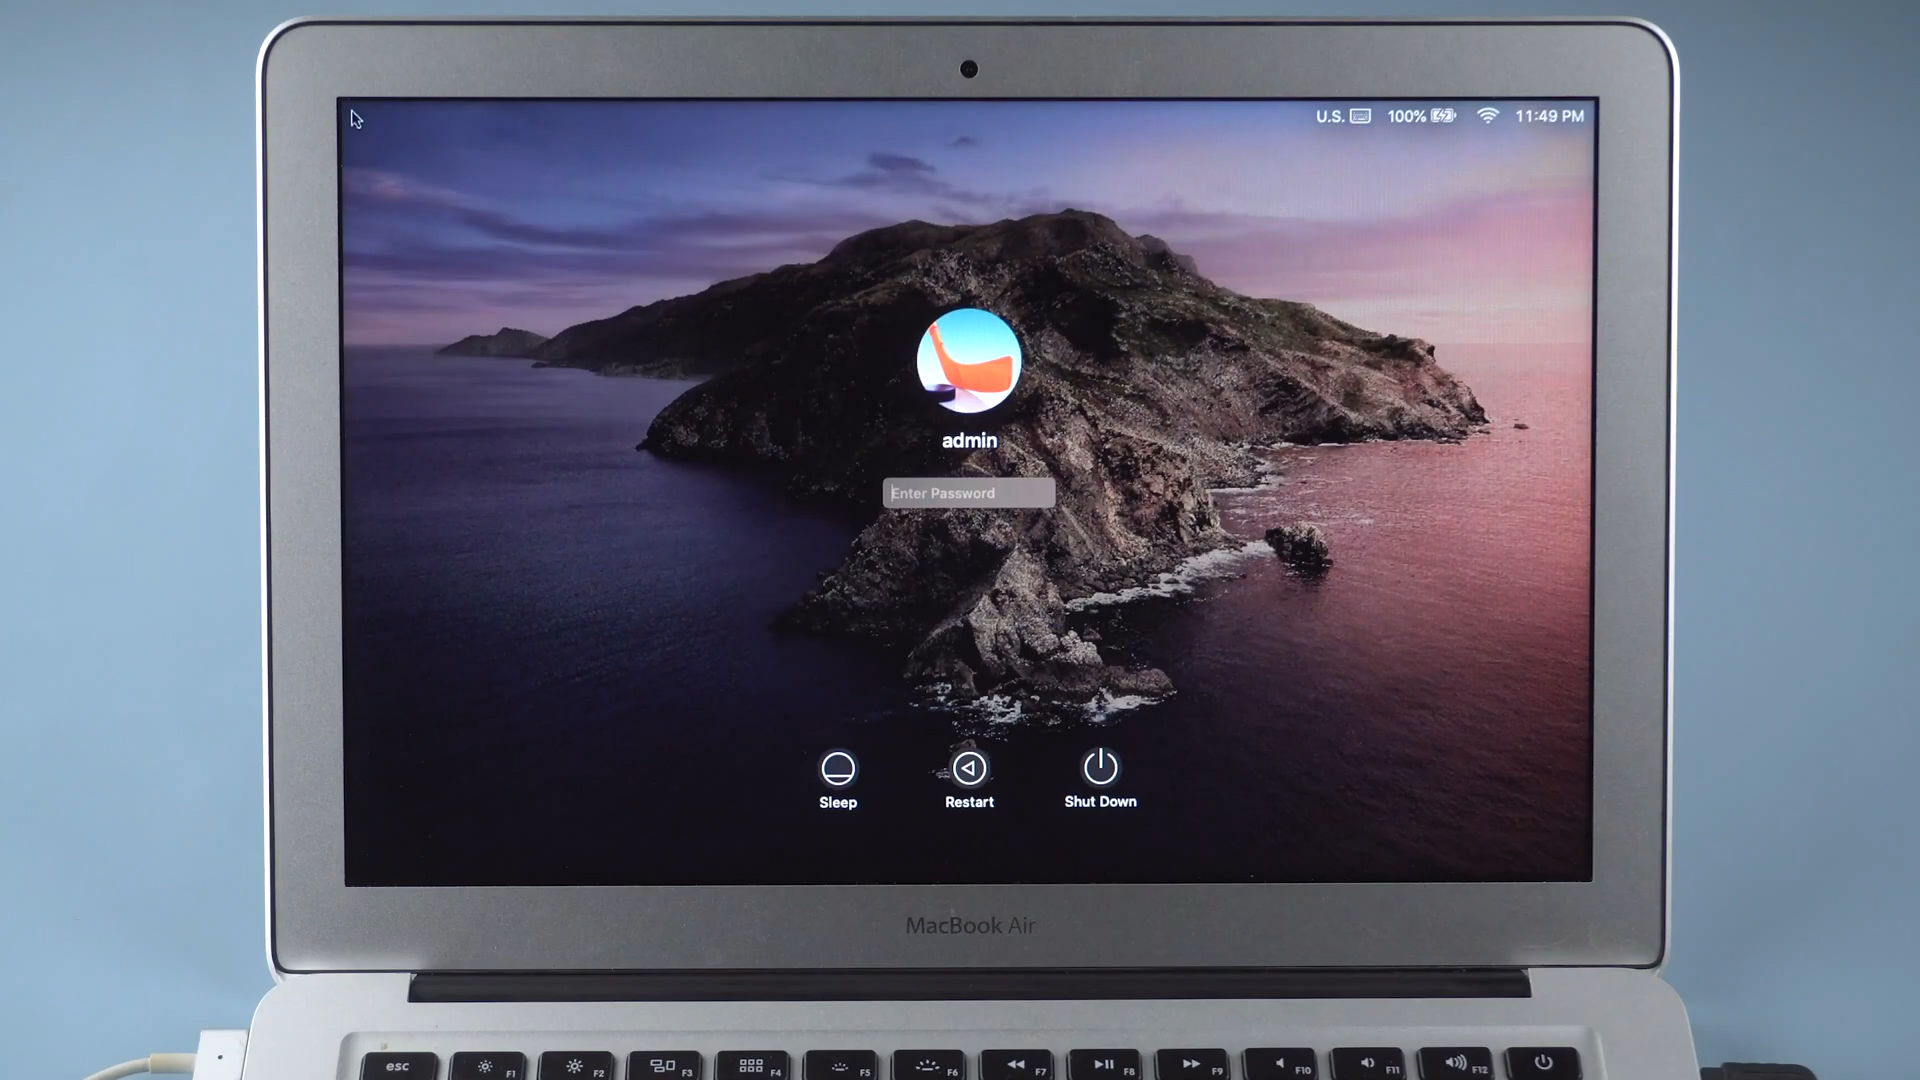 U.S. 100% 11:49 PM
admin
Enter Password
Sleep Restart Shut Down
MacBook Air
esc F1 F2 F3 F4 F5 F6 F7 F8 F9 F10 F11 F12